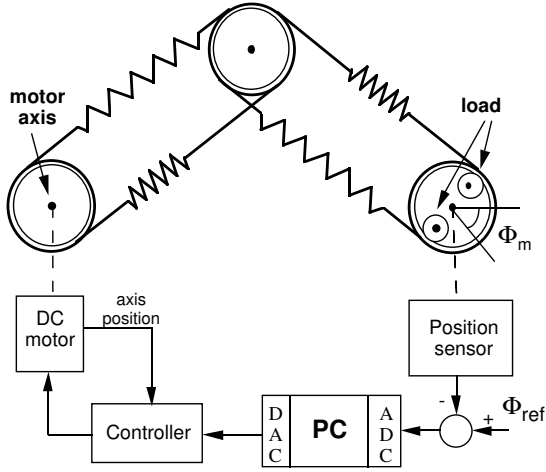 motor
axis
load
Φm
DC
motor
axis
position
Position
sensor
-
+
Φref
Controller
D
A
C
PC
A
D
C